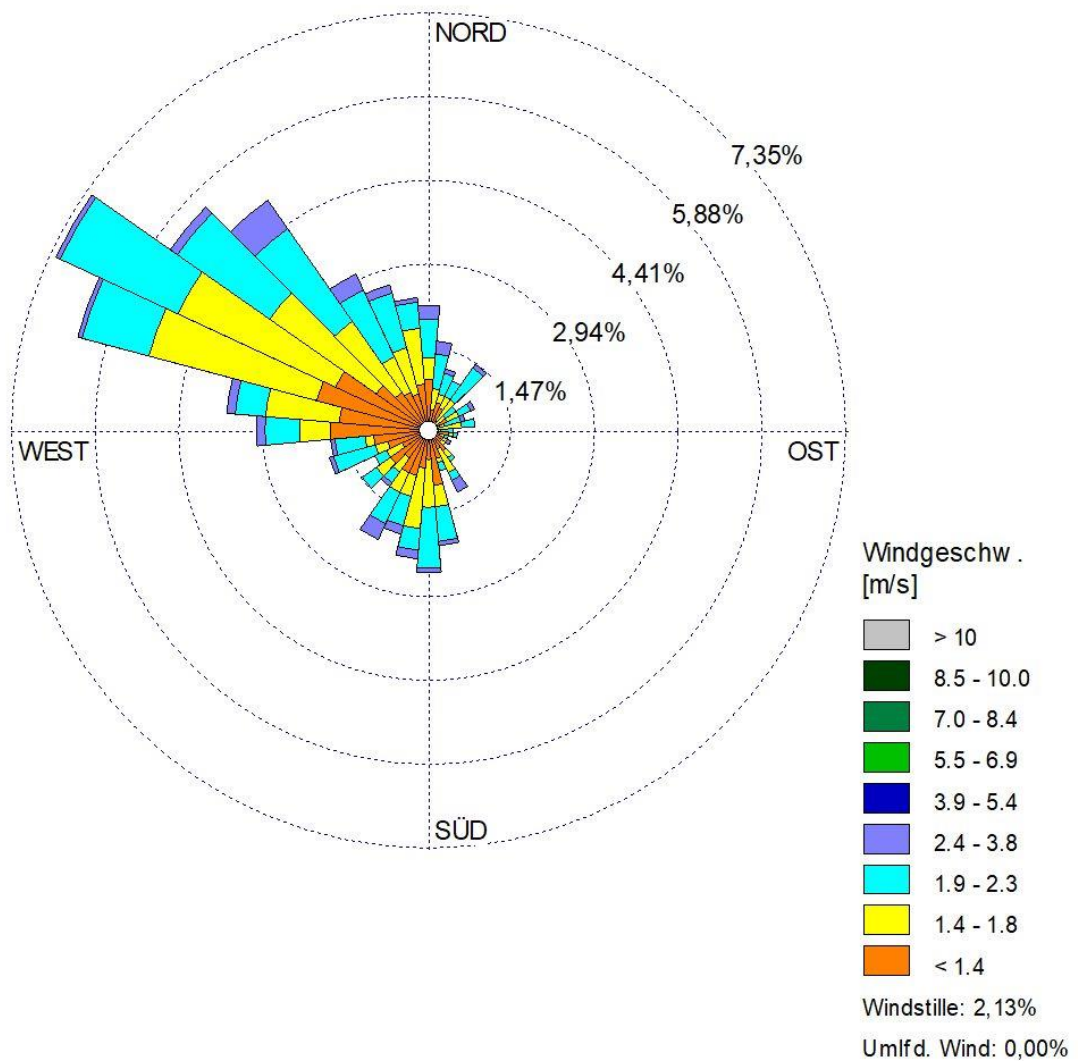 NORD
7,35%
5,88%
4,41%
2,94%
1,47%
WEST
OST
SÜD
Windgeschw .
[m/s]
> 10
8.5 - 10.0
7.0 - 8.4
5.5 - 6.9
3.9 - 5.4
2.4 - 3.8
1.9 - 2.3
1.4 - 1.8
< 1.4
Windstille: 2,13%
Umlfd. Wind: 0,00%